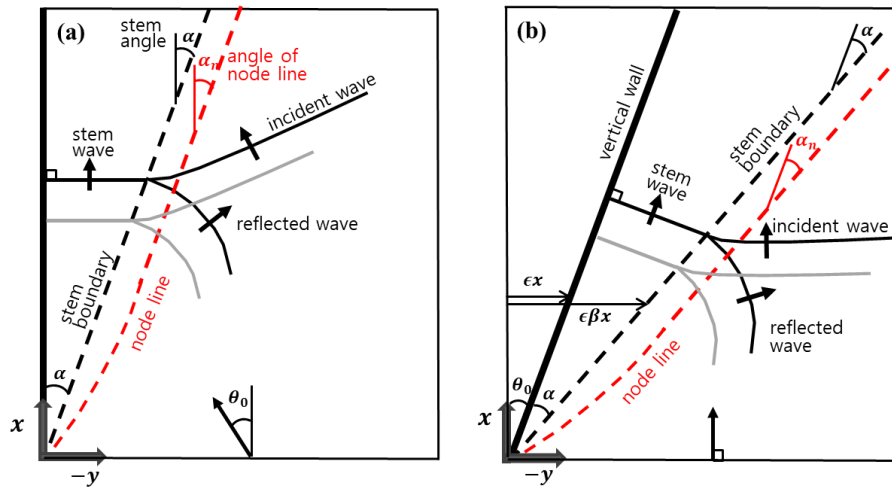 (a)
stem
angle
α
αn
angle of
node line
incident wave
stem
wave
reflected wave
stem
boundary
node line
α
θ0
x
−y
(b)
vertical wall
α
stem
boundary
αn
stem
wave
incident
wave
ϵx
ϵβx
reflected
wave
node line
θ0
α
x
−y